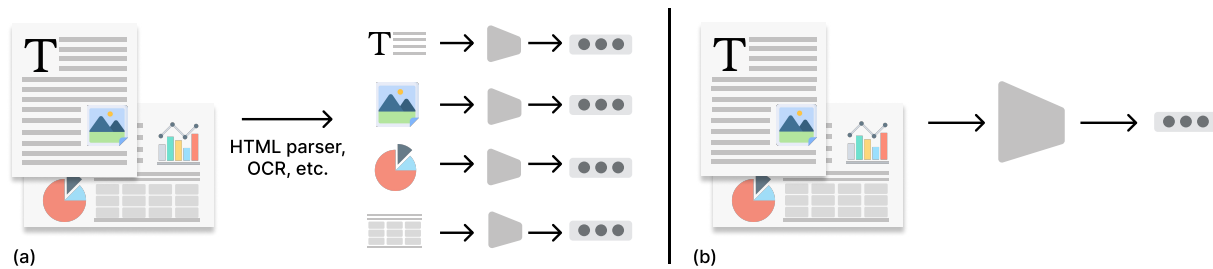 T
T
HTML parser,
OCR, etc.
(a)
T
(b)